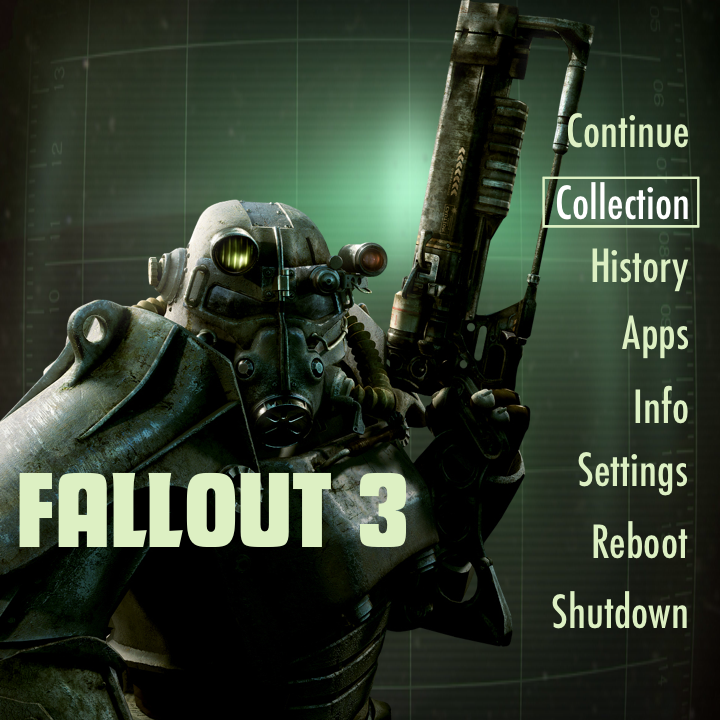 Continue
Collection
History
Apps
Info
FALLOUT 3
Settings
Reboot
Shutdown